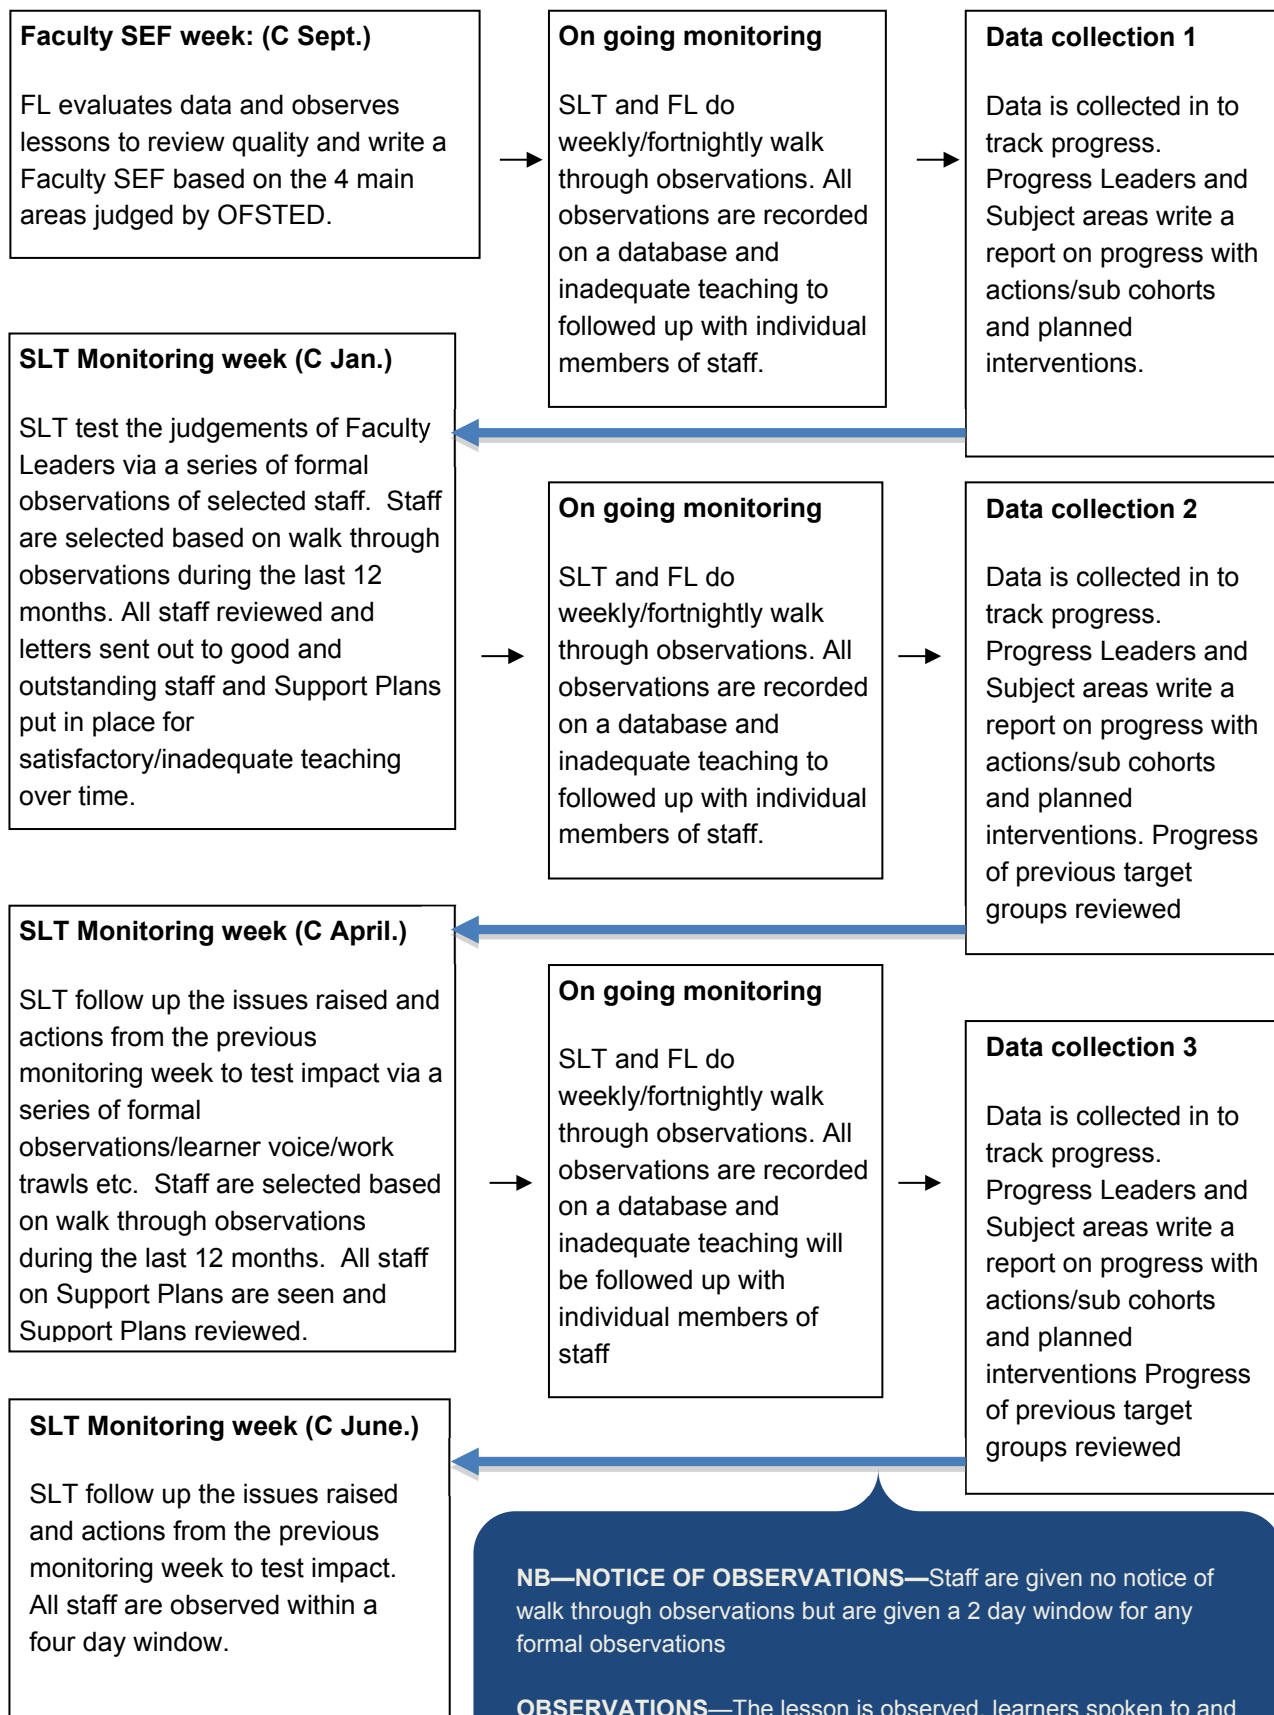 Faculty SEF week: (C Sept.)
FL evaluates data and observes
lessons to review quality and write a
Faculty SEF based on the 4 main
areas judged by OFSTED.
On going monitoring
SLT and FL do
weekly/fortnightly walk
through observations. All
observations are recorded
on a database and
inadequate teaching to
followed up with individual
members of staff.
Data collection 1
Data is collected in to
track progress.
Progress Leaders and
Subject areas write a
report on progress with
actions/sub cohorts
and planned
interventions.
SLT Monitoring week (C Jan.)
SLT test the judgements of Faculty
Leaders via a series of formal
observations of selected staff.  Staff
are selected based on walk through
observations during the last 12
months. All staff reviewed and
letters sent out to good and
outstanding staff and Support Plans
put in place for
satisfactory/inadequate teaching
over time.
On going monitoring
SLT and FL do
weekly/fortnightly walk
through observations. All
observations are recorded
on a database and
inadequate teaching to
followed up with individual
members of staff.
Data collection 2
Data is collected in to
track progress.
Progress Leaders and
Subject areas write a
report on progress with
actions/sub cohorts
and planned
interventions. Progress
of previous target
groups reviewed
SLT Monitoring week (C April.)
SLT follow up the issues raised and
actions from the previous
monitoring week to test impact via a
series of formal
observations/learner voice/work
trawls etc.  Staff are selected based
on walk through observations
during the last 12 months.  All staff
on Support Plans are seen and
Support Plans reviewed.
On going monitoring
SLT and FL do
weekly/fortnightly walk
through observations. All
observations are recorded
on a database and
inadequate teaching will
be followed up with
individual members of
staff
Data collection 3
Data is collected in to
track progress.
Progress Leaders and
Subject areas write a
report on progress with
actions/sub cohorts
and planned
interventions Progress
of previous target
groups reviewed
SLT Monitoring week (C June.)
SLT follow up the issues raised
and actions from the previous
monitoring week to test impact.
All staff are observed within a
four day window.
NB—NOTICE OF OBSERVATIONS—Staff are given no notice of
walk through observations but are given a 2 day window for any
formal observations
OBSERVATIONS—The lesson is observed, learners spoken to and